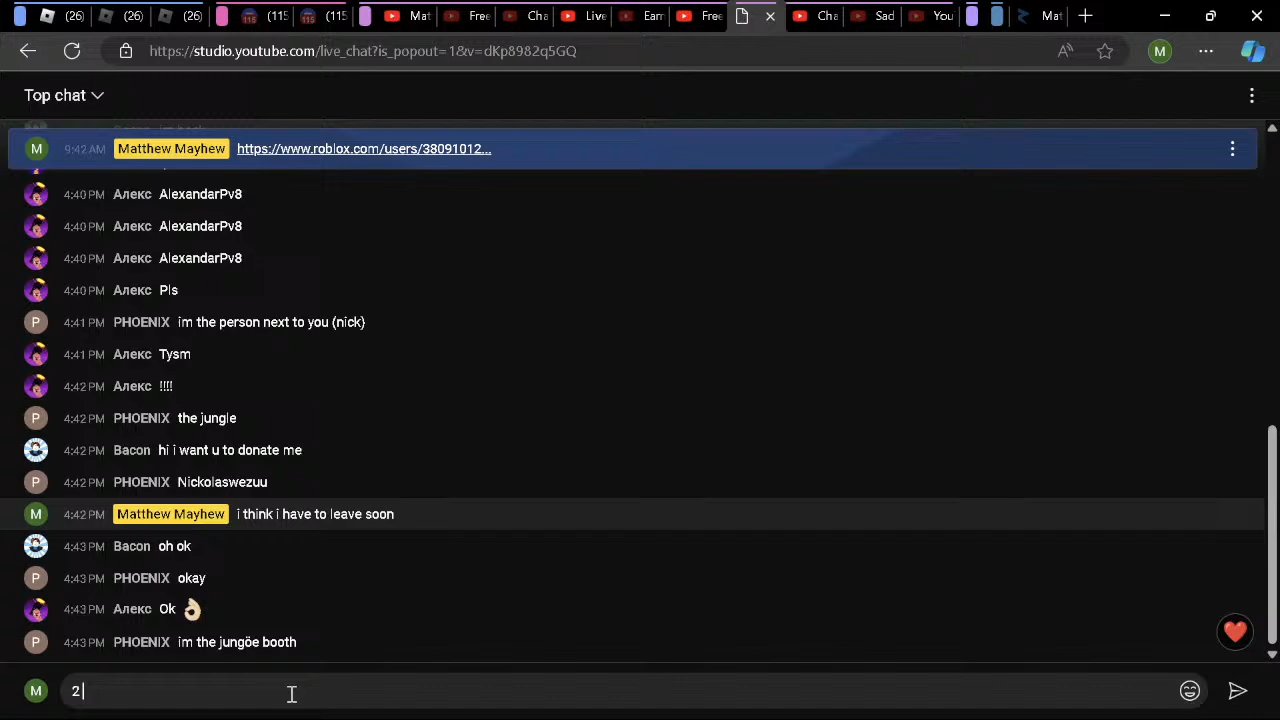 (26)
(26)
(26)
(115
(115
Mat
Free
Cha
Live
Earn
Free
Cha
Sad
You
Mat
https://studio.youtube.com/live_chat?is_popout=1&v=dKp8982q5GQ
M
Top chat
M 9:42 AM Matthew Mayhew https://www.roblox.com/users/38091012...
4:40 PM Алекс AlexandarPv8
4:40 PM Алекс AlexandarPv8
4:40 PM Алекс AlexandarPv8
4:40 PM Алекс Pls
P 4:41 PM PHOENIX im the person next to you (nick}
4:41 PM Алекс Tysm
4:42 PM Алекс !!!!
P 4:42 PM PHOENIX the jungle
4:42 PM Bacon hi i want u to donate me
P 4:42 PM PHOENIX Nickolaswezuu
M 4:42 PM Matthew Mayhew i think i have to leave soon
4:43 PM Bacon oh ok
P 4:43 PM PHOENIX okay
4:43 PM Алекс Ok 👌🏼
P 4:43 PM PHOENIX im the jungöe booth
M 2